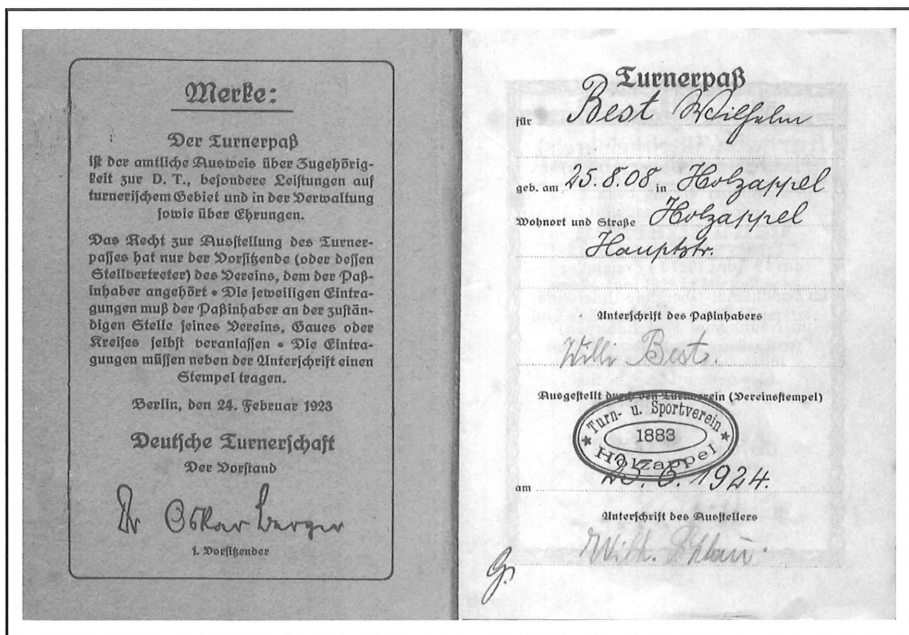 Merke:
Der Turnerpaß
ist der amtliche Ausweis über Zugehörig-
keit zur D. T., besondere Leistungen auf
turnerischem Gebiet und in der Verwaltung
sowie über Ehrungen.
Das Recht zur Ausstellung des Turner-
passes hat nur der Vorsitzende (oder dessen
Stellvertreter) des Vereins, dem der Paß-
inhaber angehört • Die jeweiligen Eintra-
gungen muß der Paßinhaber an der zustän-
digen Stelle seines Vereins, Gaues oder
Kreises selbst veranlassen • Die Eintra-
gungen müssen neben der Unterschrift einen
Stempel tragen.
Berlin, den 24. Februar 1923
Deutsche Turnerschaft
Der Vorstand
Dr Oskar Berger
1. Vorsitzender
Turnerpaß
für Best Wilhelm
geb. am 25.8.08 in Holzappel
Wohnort und Straße Holzappel
Hauptstr.
Unterschrift des Paßinhabers
Willi Best.
Ausgestellt durch den Turnverein (Vereinsstempel)
Turn- u. Sportverein
1883
Holzappel
am 25.6.1924.
Unterschrift des Ausstellers
Wilh.